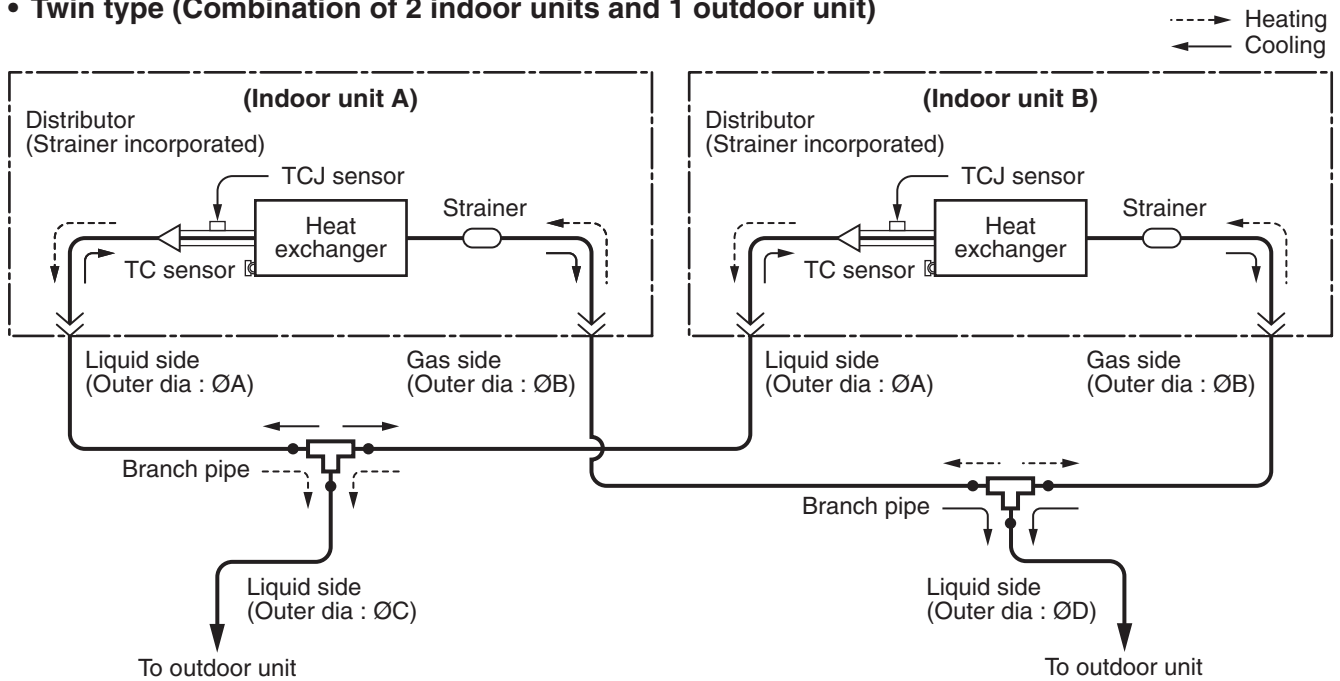 • Twin type (Combination of 2 indoor units and 1 outdoor unit)
Heating
Cooling
(Indoor unit A)
Distributor
(Strainer incorporated)
TCJ sensor
Heat
exchanger
Strainer
TC sensor
Liquid side
(Outer dia : ØA)
Gas side
(Outer dia : ØB)
(Indoor unit B)
Distributor
(Strainer incorporated)
TCJ sensor
Heat
exchanger
Strainer
TC sensor
Liquid side
(Outer dia : ØA)
Gas side
(Outer dia : ØB)
Branch pipe
Liquid side
(Outer dia : ØC)
To outdoor unit
Branch pipe
Liquid side
(Outer dia : ØD)
To outdoor unit